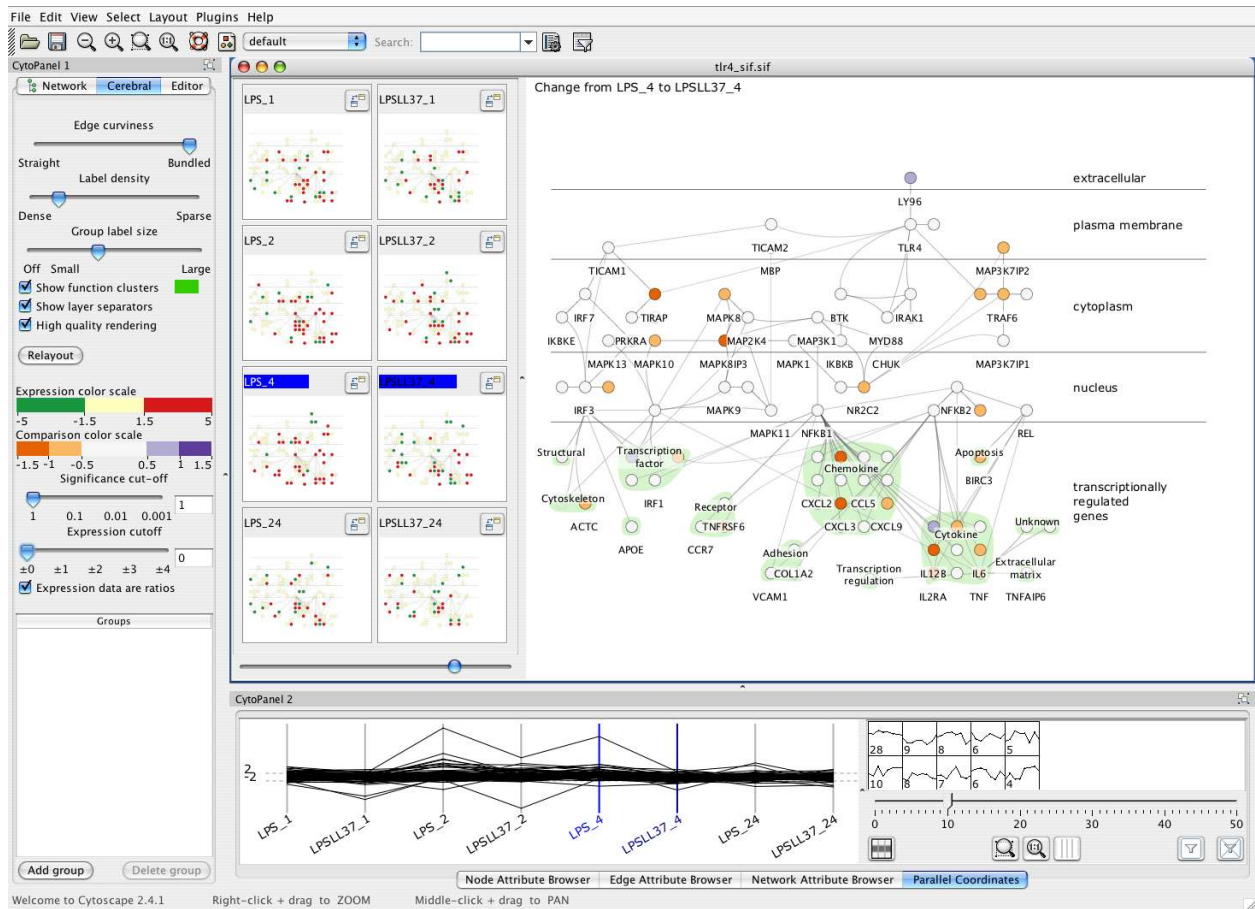 File Edit View Select Layout Plugins Help
default
Search:
CytoPanel 1
Network Cerebral Editor
Edge curviness
Straight Bundled
Label density
Dense Sparse
Group label size
Off Small Large
Show function clusters
Show layer separators
High quality rendering
Relayout
Expression color scale
-5 -1.5 1.5 5
Comparison color scale
-1.5 -1 -0.5 0.5 1 1.5
Significance cut-off
1
1 0.1 0.01 0.001
Expression cutoff
0
±0 ±1 ±2 ±3 ±4
Expression data are ratios
Groups
Add group Delete group
tlr4_sif.sif
LPS_1 LPSLL37_1
LPS_2 LPSLL37_2
LPS_4 LPSLL37_4
LPS_24 LPSLL37_24
Change from LPS_4 to LPSLL37_4
extracellular
LY96
plasma membrane
TICAM2 TLR4
TICAM1 MBP MAP3K7IP2
cytoplasm
IRF7 TIRAP MAPK8 BTK IRAK1 TRAF6
IKBKE PRKRA MAP2K4 MAP3K1 MYD88
MAPK13 MAPK10 MAPK8IP3 MAPK1 IKBKB CHUK MAP3K7IP1
nucleus
IRF3 MAPK9 NR2C2 NFKB2
MAPK11 NFKB1 REL
Structural Transcription factor Chemokine Apoptosis
BIRC3
transcriptionally regulated genes
Cytoskeleton IRF1 Receptor CXCL2 CCL5
ACTC TNFRSF6 CXCL3 CXCL9 Cytokine Unknown
APOE CCR7 Adhesion Extracellular matrix
COL1A2 Transcription regulation IL12B IL6
VCAM1 IL2RA TNF TNFAIP6
CytoPanel 2
2
-2
LPS_1 LPSLL37_1 LPS_2 LPSLL37_2 LPS_4 LPSLL37_4 LPS_24 LPSLL37_24
28 9 8 6 5
10 8 7 6 4
0 10 20 30 40 50
Node Attribute Browser Edge Attribute Browser Network Attribute Browser Parallel Coordinates
Welcome to Cytoscape 2.4.1 Right-click + drag to ZOOM Middle-click + drag to PAN